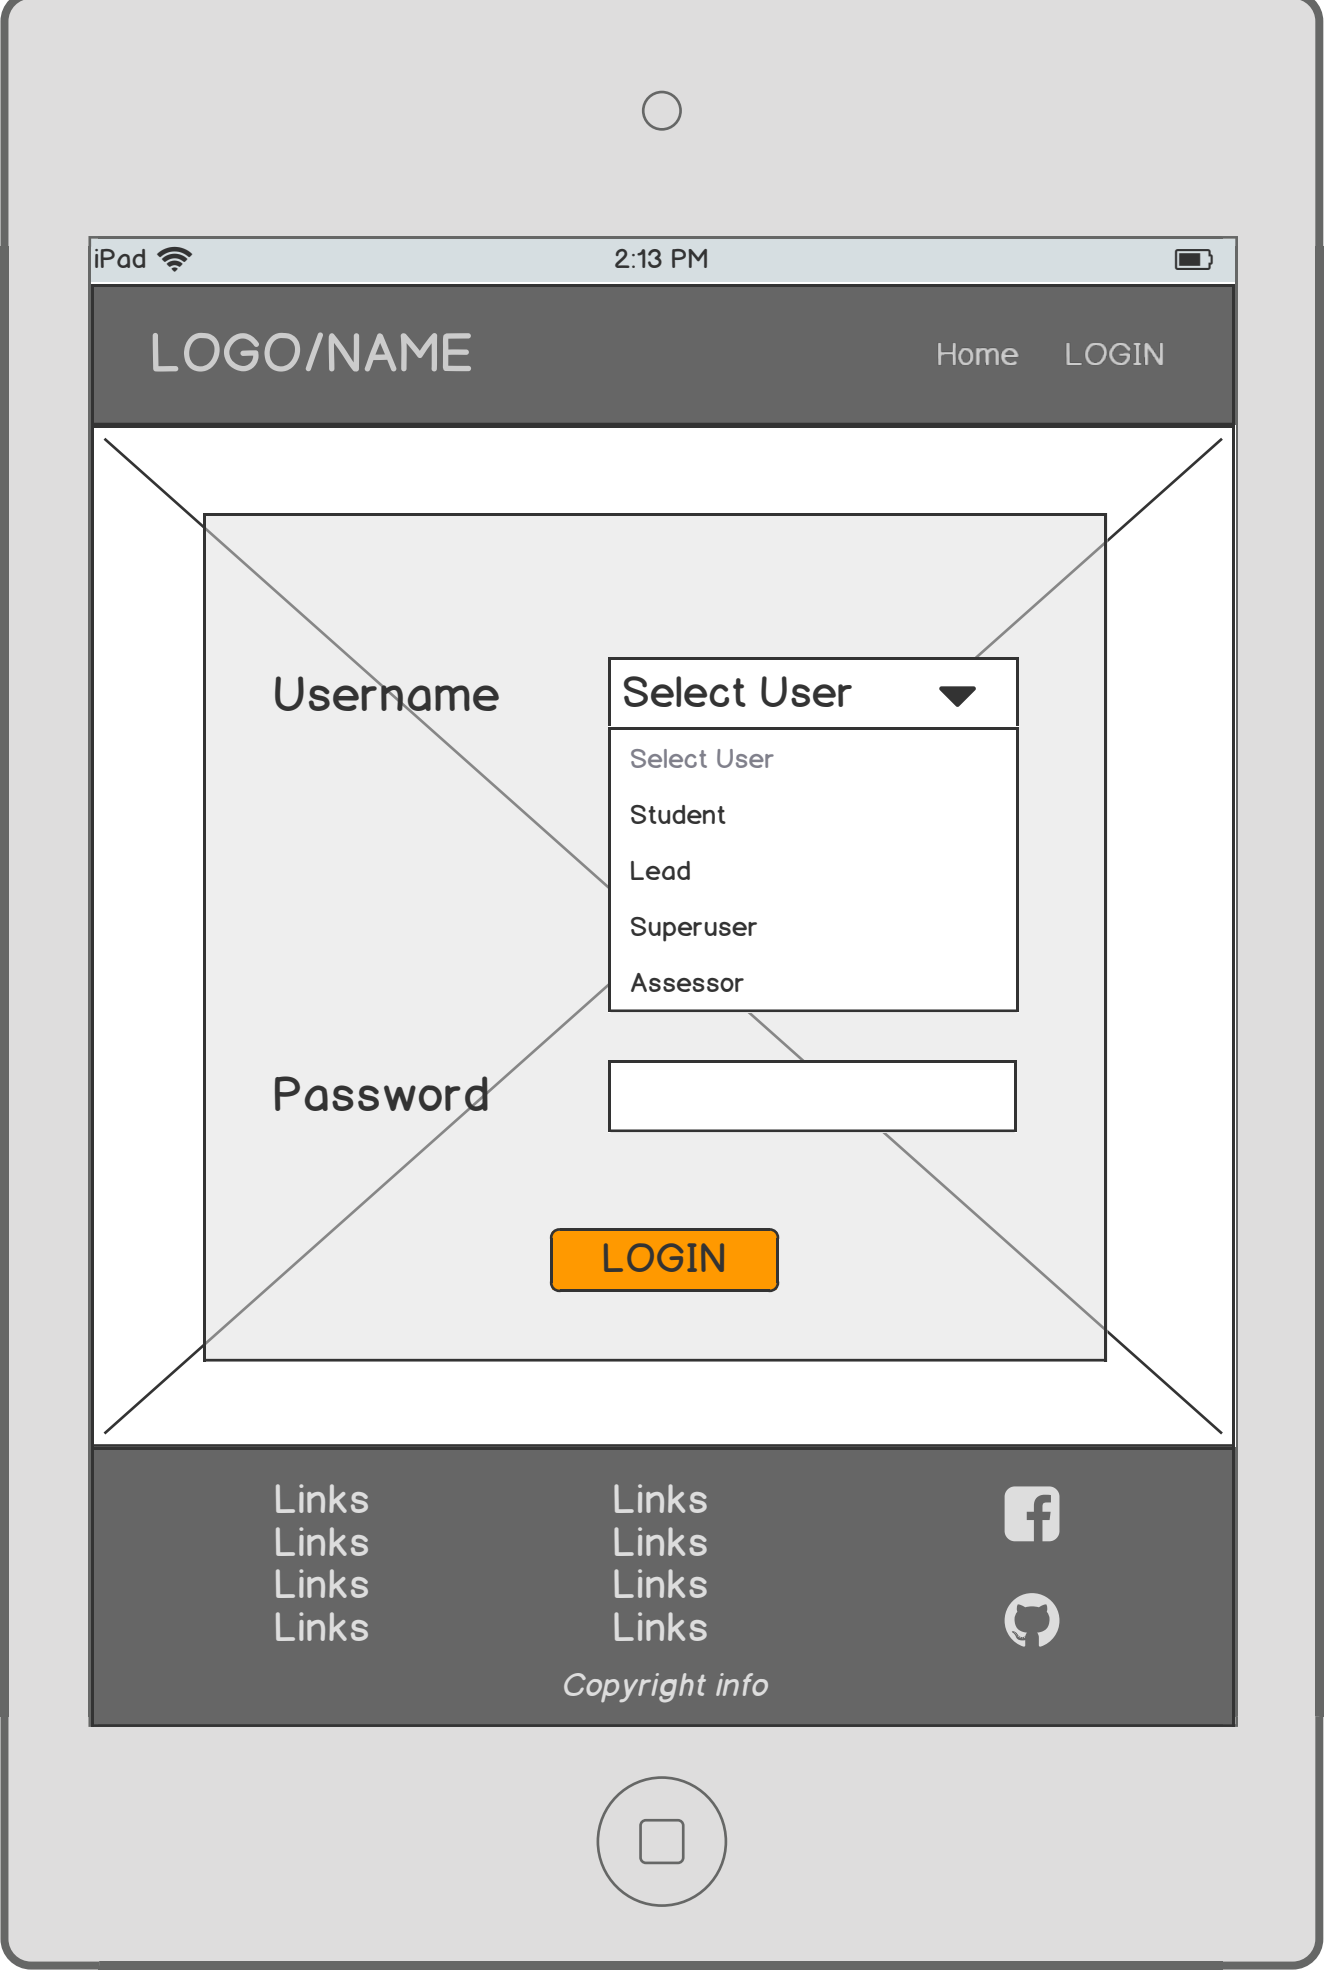 iPad 2:13 PM
LOGO/NAME Home LOGIN
Username Select User
Select User
Student
Lead
Superuser
Assessor
Password
LOGIN
Links Links
Links Links
Links Links
Links Links
Copyright info